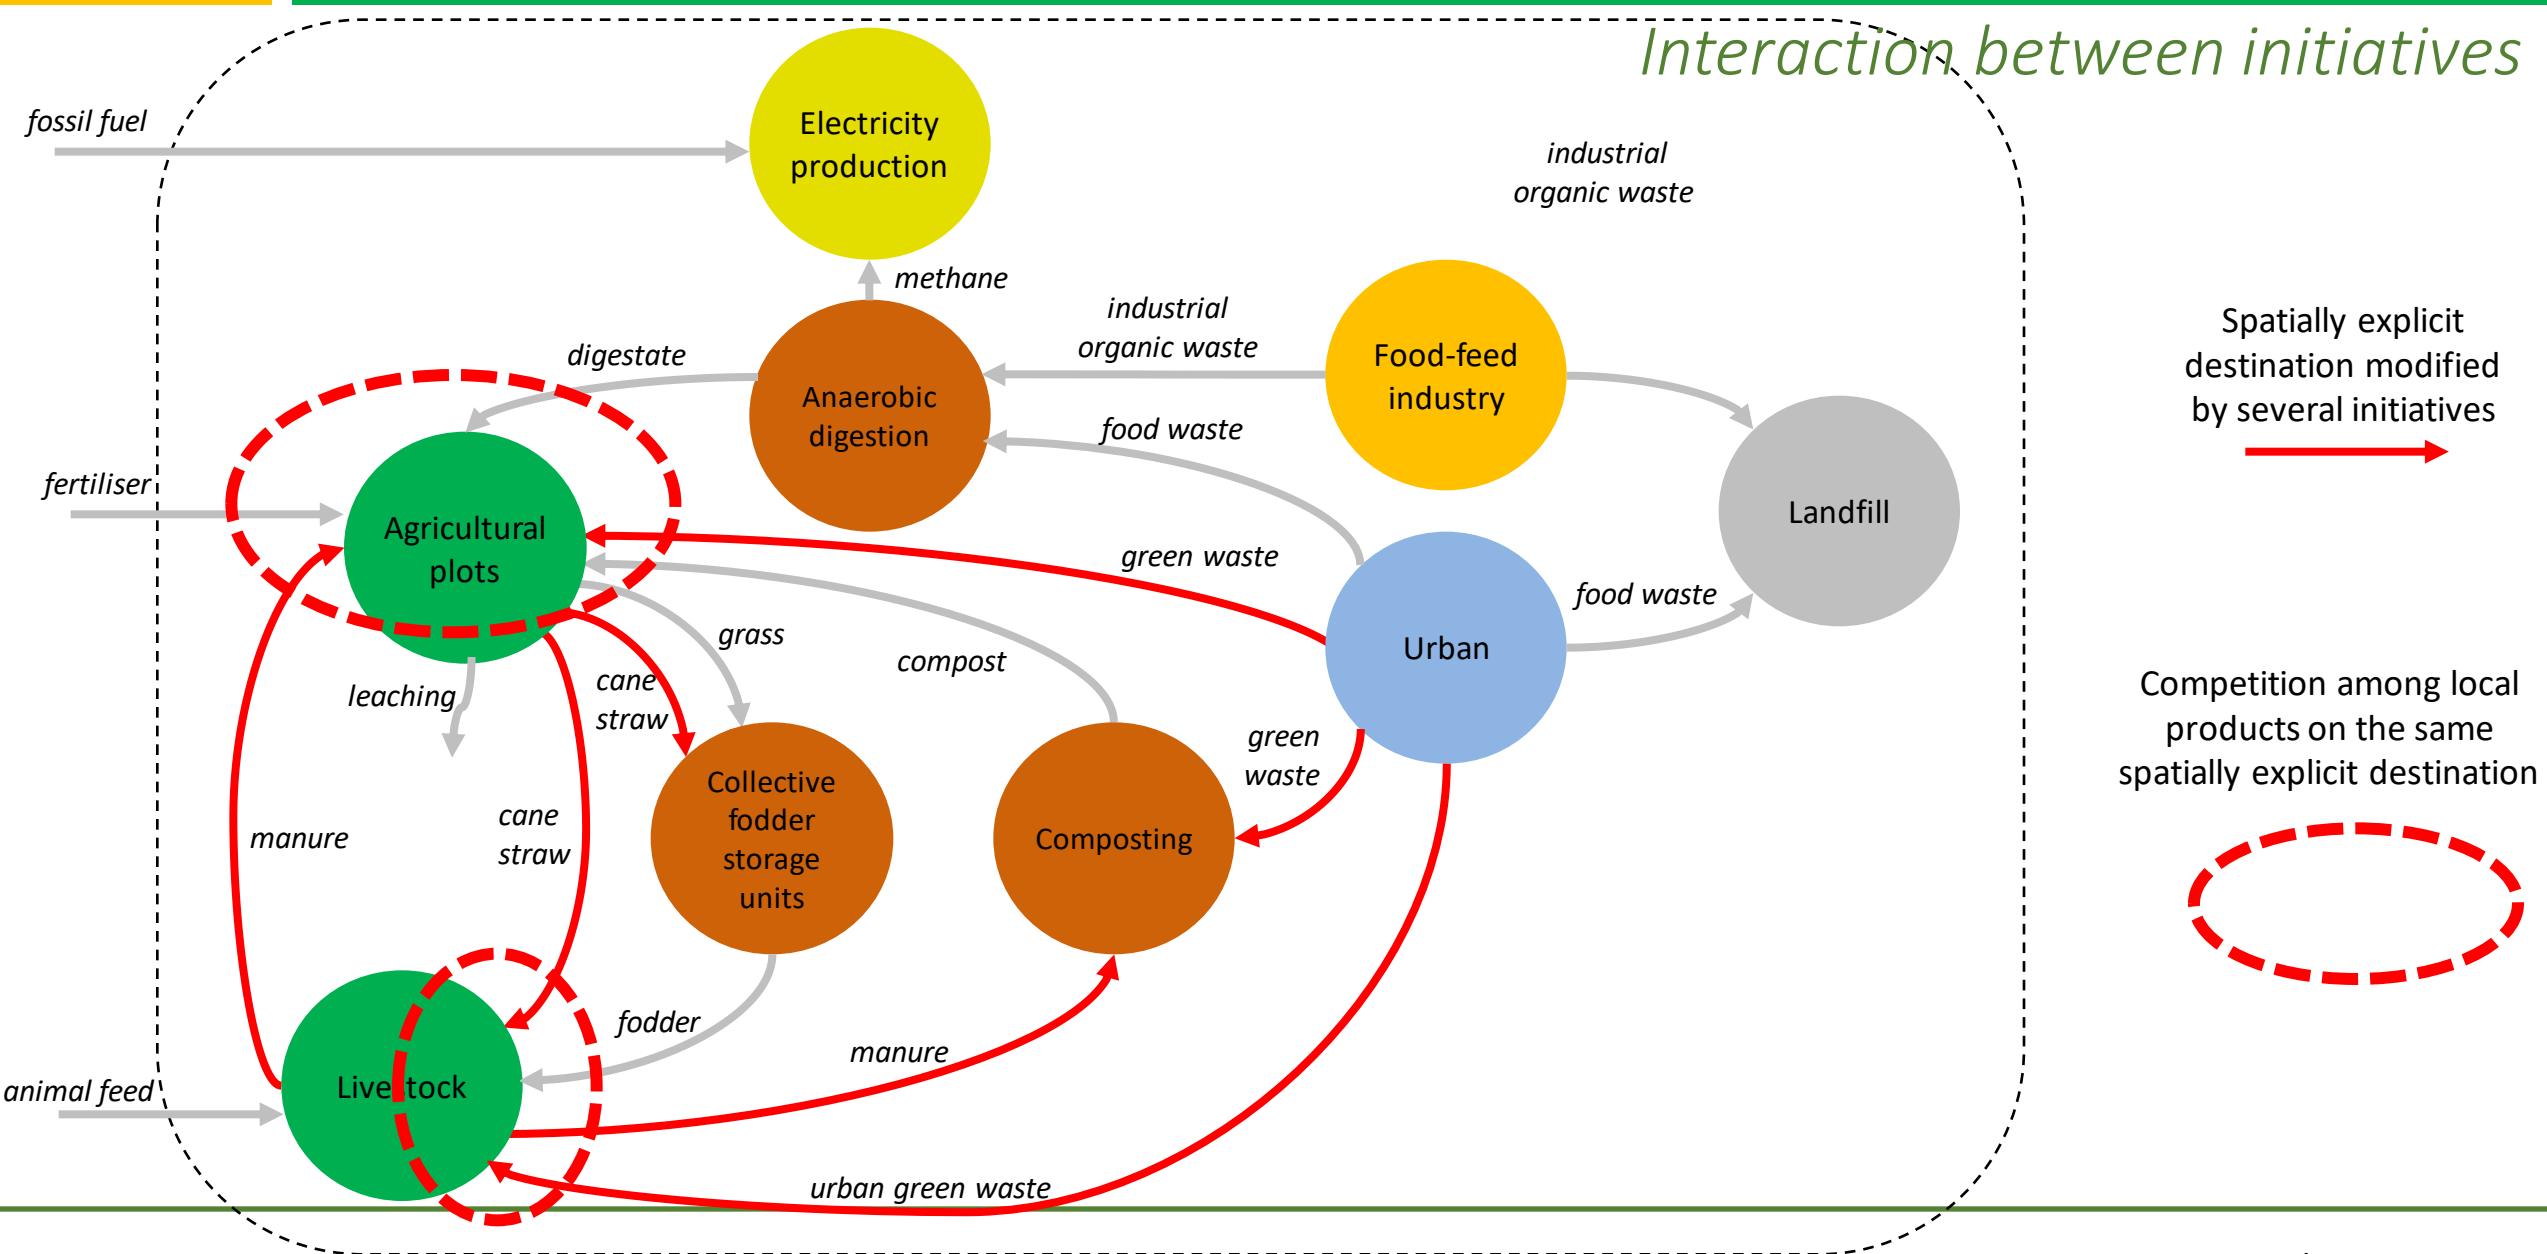 Interaction between initiatives
fossil fuel
Electricity
production
industrial
organic waste
methane
industrial
organic waste
digestate
Anaerobic
digestion
Food-feed
industry
food waste
Landfill
fertiliser
Agricultural
plots
green waste
food waste
Urban
grass
compost
cane
straw
leaching
green
waste
Collective
fodder
storage
units
Composting
manure
cane
straw
fodder
manure
Livestock
animal feed
urban green waste
Spatially explicit
destination modified
by several initiatives
Competition among local
products on the same
spatially explicit destination